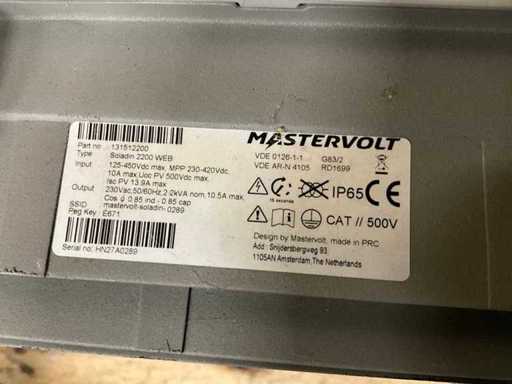 MASTERVOLT
Part no : 131512200
Type : Soladin 2200 WEB
Input : 125-450Vdc max, MPP 230-420Vdc,
10A max,Uoc PV 500Vdc max
Isc PV 13.9A max
Output : 230Vac,50/60Hz,2.2kVA nom,10.5A max,
Cos φ 0.85 ind - 0.85 cap
SSID : mastervolt-soladin-0289
Reg Key : E671
Serial no: HN27A0289
VDE 0126-1-1 G83/2
VDE AR-N 4105 RD1699
15 seconds
IP65
CE
CAT // 500V
Design by Mastervolt, made in PRC
Add : Snijdersbergweg 93
1105AN Amsterdam,The Netherlands